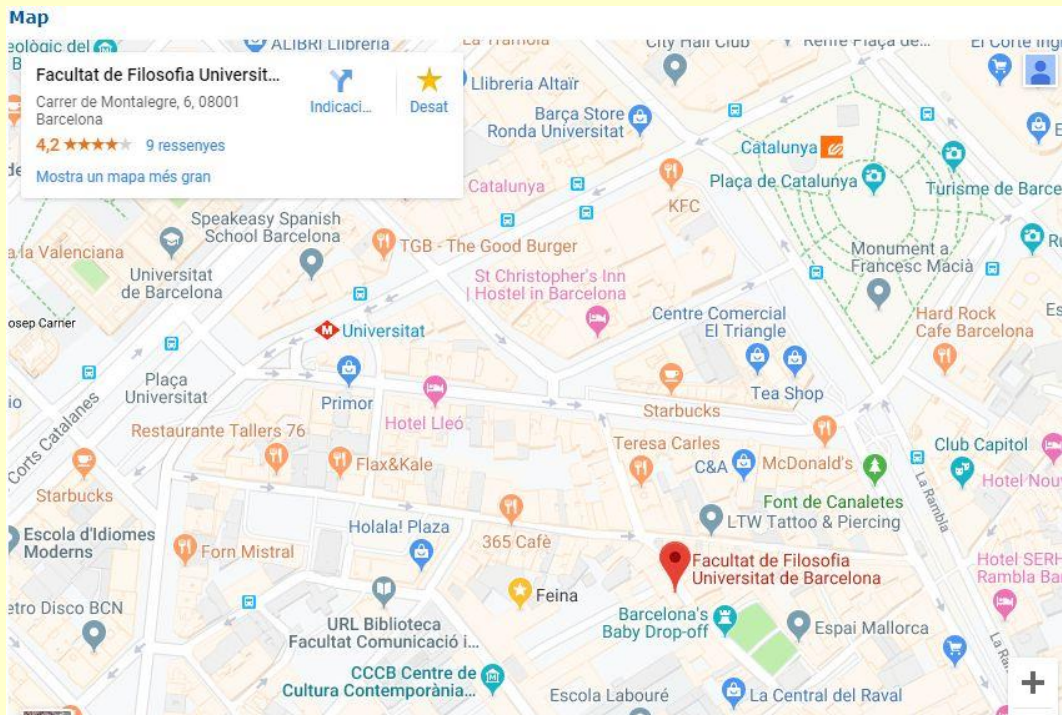 Map
ALIBRI Llibreria
City Hall Club
Renfe Plaça de...
Facultat de Filosofia Universit...
Carrer de Montalegre, 6, 08001
Barcelona
4,2
9 ressenyes
Mostra un mapa més gran
Indicaci...
Desat
Llibreria Altaïr
Barça Store
Ronda Universitat
Catalunya
Plaça de Catalunya
Turisme de Barce
Catalunya
KFC
Speakeasy Spanish
School Barcelona
TGB - The Good Burger
a la Valenciana
Universitat
de Barcelona
Monument a
Francesc Macià
St Christopher's Inn
| Hostel in Barcelona
Centre Comercial
El Triangle
Hard Rock
Cafe Barcelona
osep Carner
M Universitat
Plaça
Universitat
Primor
Hotel Lleó
Starbucks
Tea Shop
Corts Catalanes
Restaurante Tallers 76
Teresa Carles
Club Capitol
Flax&Kale
C&A
McDonald's
Hotel Nou
Starbucks
Font de Canaletes
La Rambla
LTW Tattoo & Piercing
Escola d'Idiomes
Moderns
Holala! Plaza
365 Cafè
Forn Mistral
Facultat de Filosofia
Universitat de Barcelona
Hotel SERH
Rambla Ba
Feina
etro Disco BCN
URL Biblioteca
Facultat Comunicació i...
Barcelona's
Baby Drop-off
Espai Mallorca
CCCB Centre de
Cultura Contemporània...
Escola Labouré
La Central del Raval
+